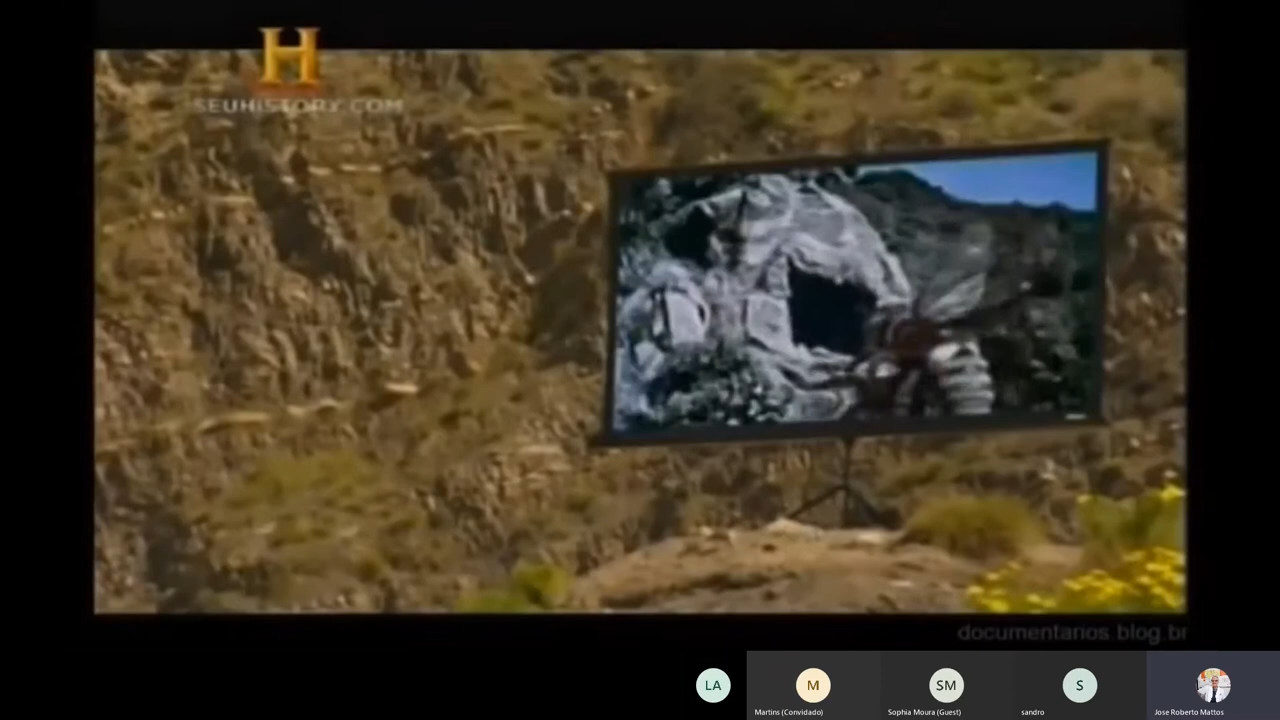 H
SEUHISTORY.COM
documentarios.blog.br
LA
M
SM
S
Martins (Convidado)
Sophia Moura (Guest)
sandro
Jose Roberto Mattos